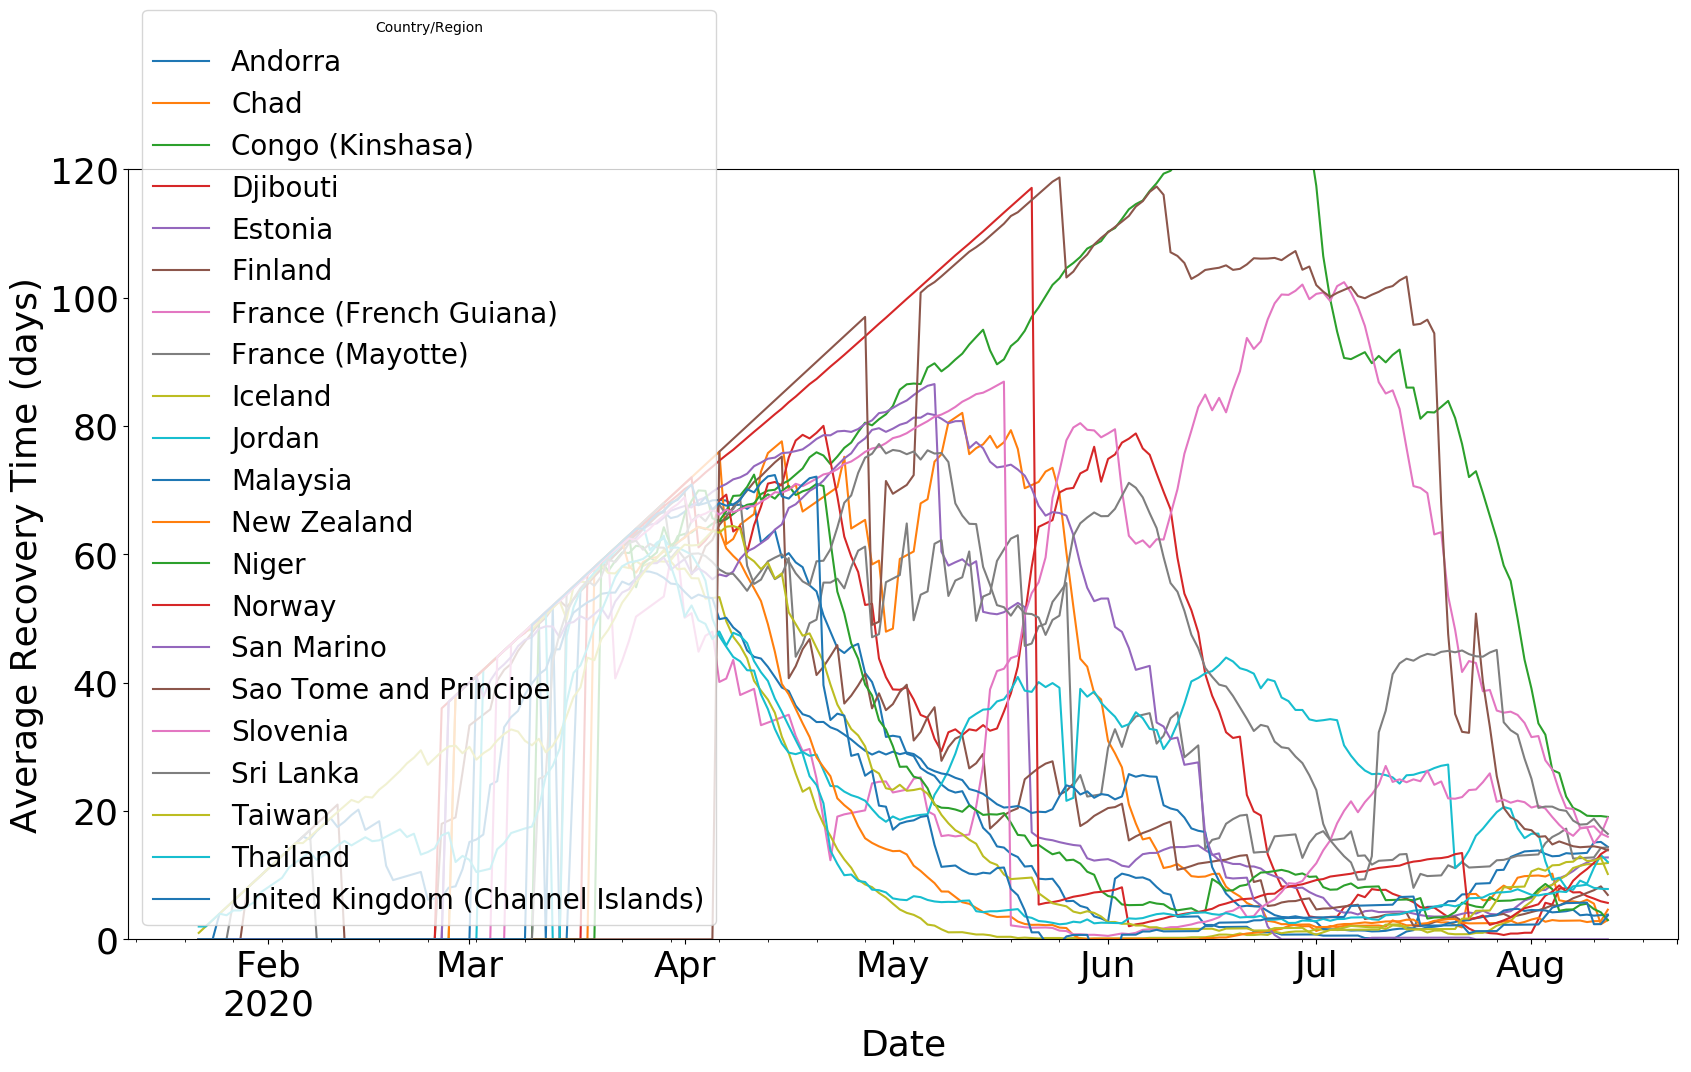 Country/Region
Andorra
Chad
Congo (Kinshasa)
Djibouti
Estonia
Finland
France (French Guiana)
France (Mayotte)
Iceland
Jordan
Malaysia
New Zealand
Niger
Norway
San Marino
Sao Tome and Principe
Slovenia
Sri Lanka
Taiwan
Thailand
United Kingdom (Channel Islands)
Average Recovery Time (days)
120
100
80
60
40
20
0
Feb Mar Apr May Jun Jul Aug
2020
Date